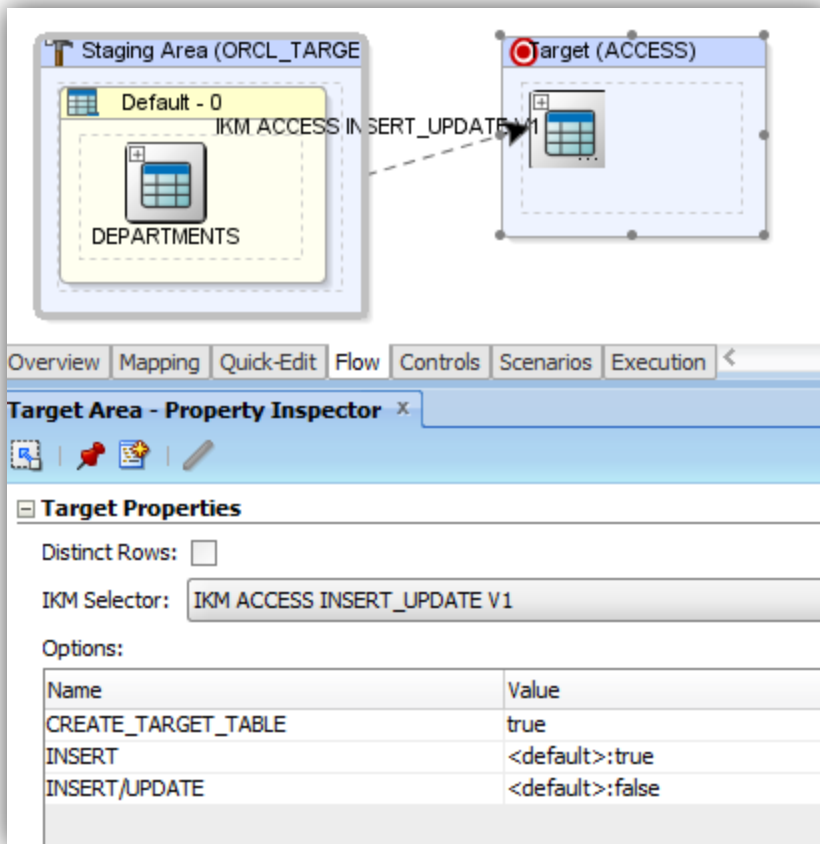 Staging Area (ORCL_TARGE
Target (ACCESS)
Default - 0
IKM ACCESS INSERT_UPDATE V1
DEPARTMENTS
...
Overview Mapping Quick-Edit Flow Controls Scenarios Execution <
Target Area - Property Inspector x
Target Properties
Distinct Rows:
IKM Selector: IKM ACCESS INSERT_UPDATE V1
Options:
Name Value
CREATE_TARGET_TABLE true
INSERT <default>:true
INSERT/UPDATE <default>:false